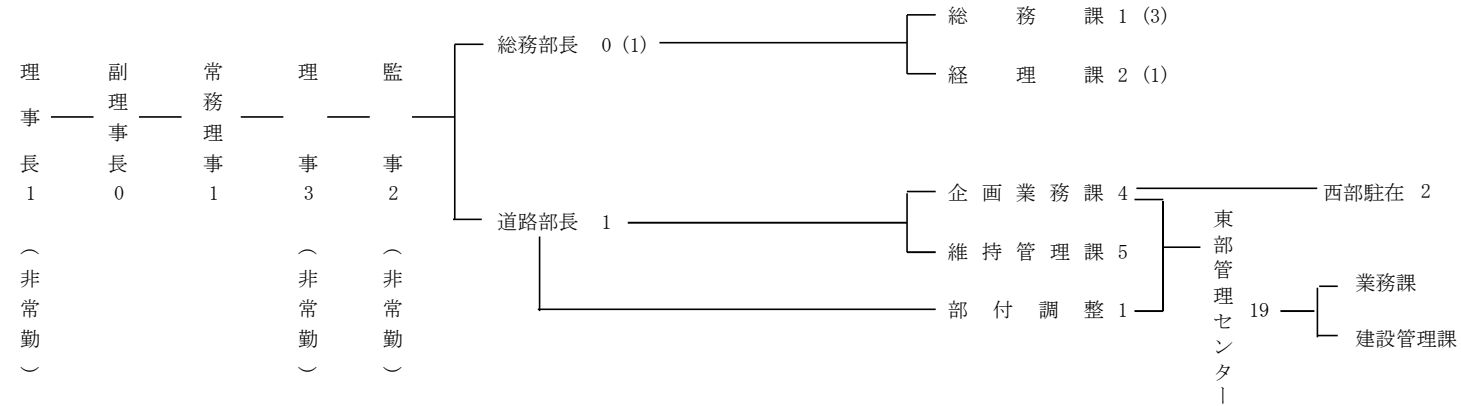 理事長 1 (非常勤)
副理事長 0
常務理事 1
理事 3 (非常勤)
監事 2 (非常勤)
総務部長 0 (1)
総務課 1 (3)
経理課 2 (1)
道路部長 1
企画業務課 4
西部駐在 2
維持管理課 5
部付調整 1
東部管理センター 19
業務課
建設管理課